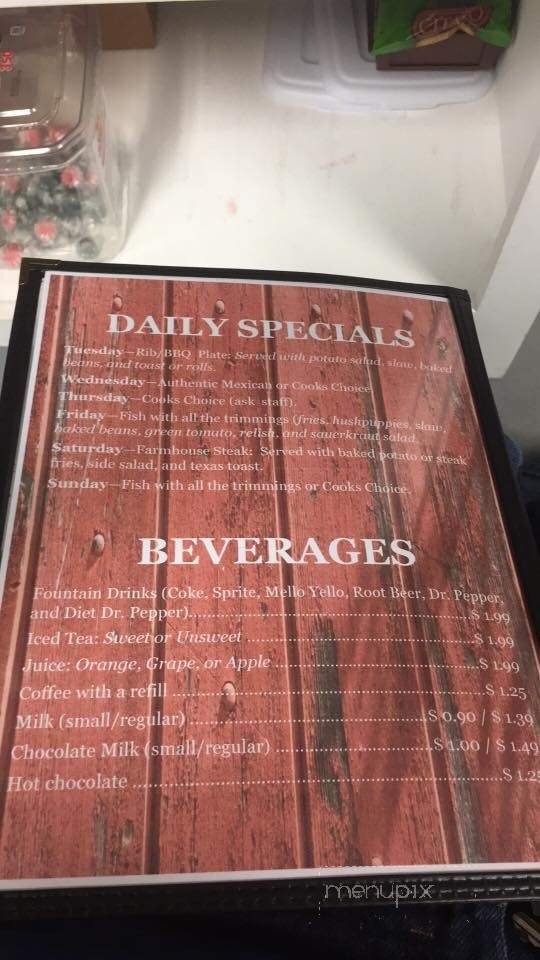 DAILY SPECIALS
Tuesday—Rib/BBQ Plate: Served with potato salad, slaw, baked
beans, and toast or rolls.
Wednesday—Authentic Mexican or Cooks Choice
Thursday—Cooks Choice (ask staff).
Friday—Fish with all the trimmings (fries, hushpuppies, slaw,
baked beans, green tomato, relish, and sauerkraut salad.
Saturday—Farmhouse Steak: Served with baked potato or steak
fries, side salad, and texas toast.
Sunday—Fish with all the trimmings or Cooks Choice.
BEVERAGES
Fountain Drinks (Coke, Sprite, Mello Yello, Root Beer, Dr. Pepper,
and Diet Dr. Pepper)..................$ 1.99
Iced Tea: Sweet or Unsweet ..................$ 1.99
Juice: Orange, Grape, or Apple ..................$ 1.99
Coffee with a refill ..................$ 1.25
Milk (small/regular) ..................$ 0.90 / $ 1.39
Chocolate Milk (small/regular) ..................$ 1.00 / $ 1.49
Hot chocolate ..................$ 1.25
menupix